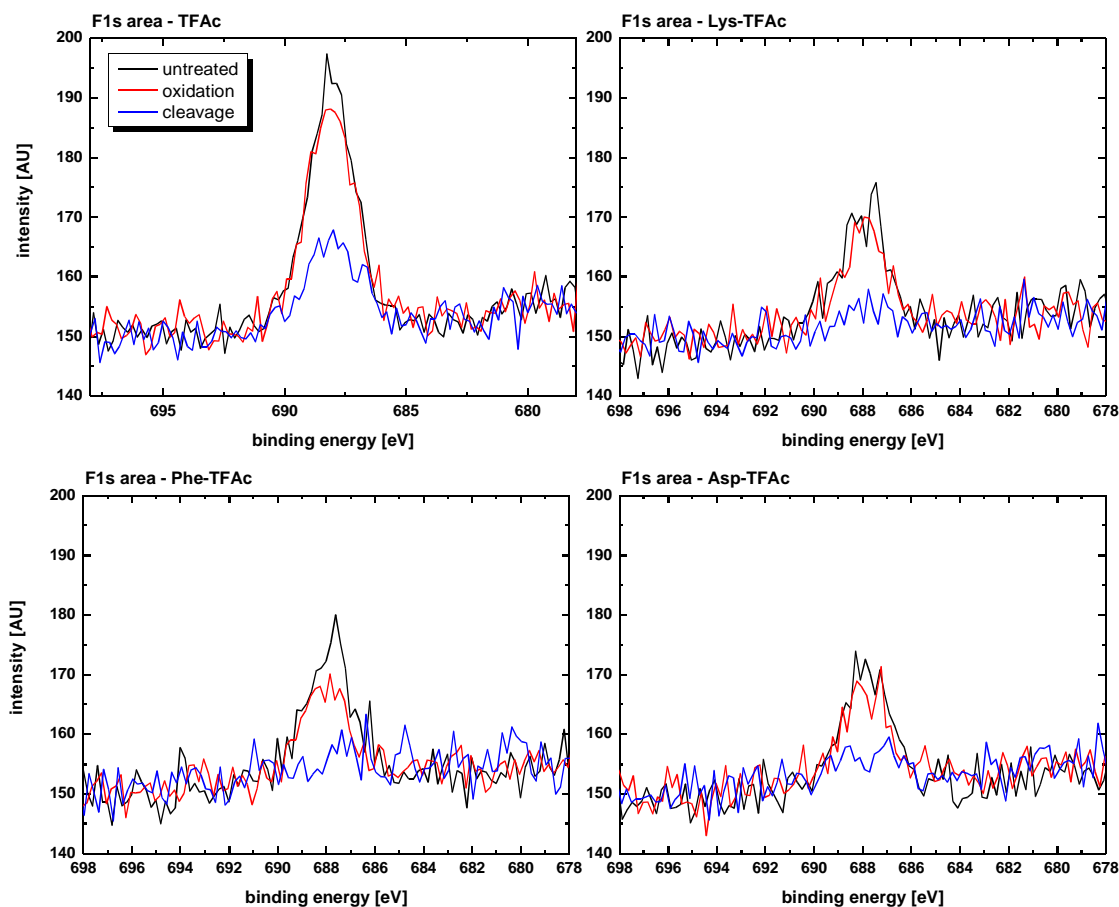 F1s area - TFAc
200
190
180
170
160
150
140
intensity [AU]
untreated
oxidation
cleavage
695 690 685 680
binding energy [eV]
F1s area - Lys-TFAc
200
190
180
170
160
150
140
698 696 694 692 690 688 686 684 682 680 678
binding energy [eV]
F1s area - Phe-TFAc
200
190
180
170
160
150
140
intensity [AU]
698 696 694 692 690 688 686 684 682 680 678
binding energy [eV]
F1s area - Asp-TFAc
200
190
180
170
160
150
140
698 696 694 692 690 688 686 684 682 680 678
binding energy [eV]